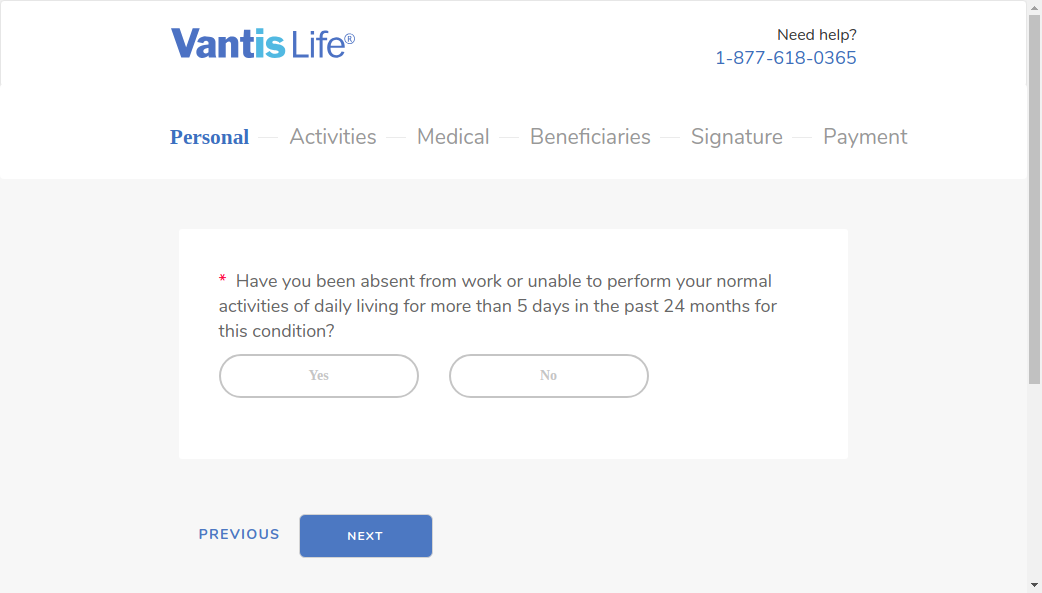 Vantis Life®
Need help?
1-877-618-0365
Personal Activities Medical Beneficiaries Signature Payment
* Have you been absent from work or unable to perform your normal
activities of daily living for more than 5 days in the past 24 months for
this condition?
Yes No
PREVIOUS NEXT